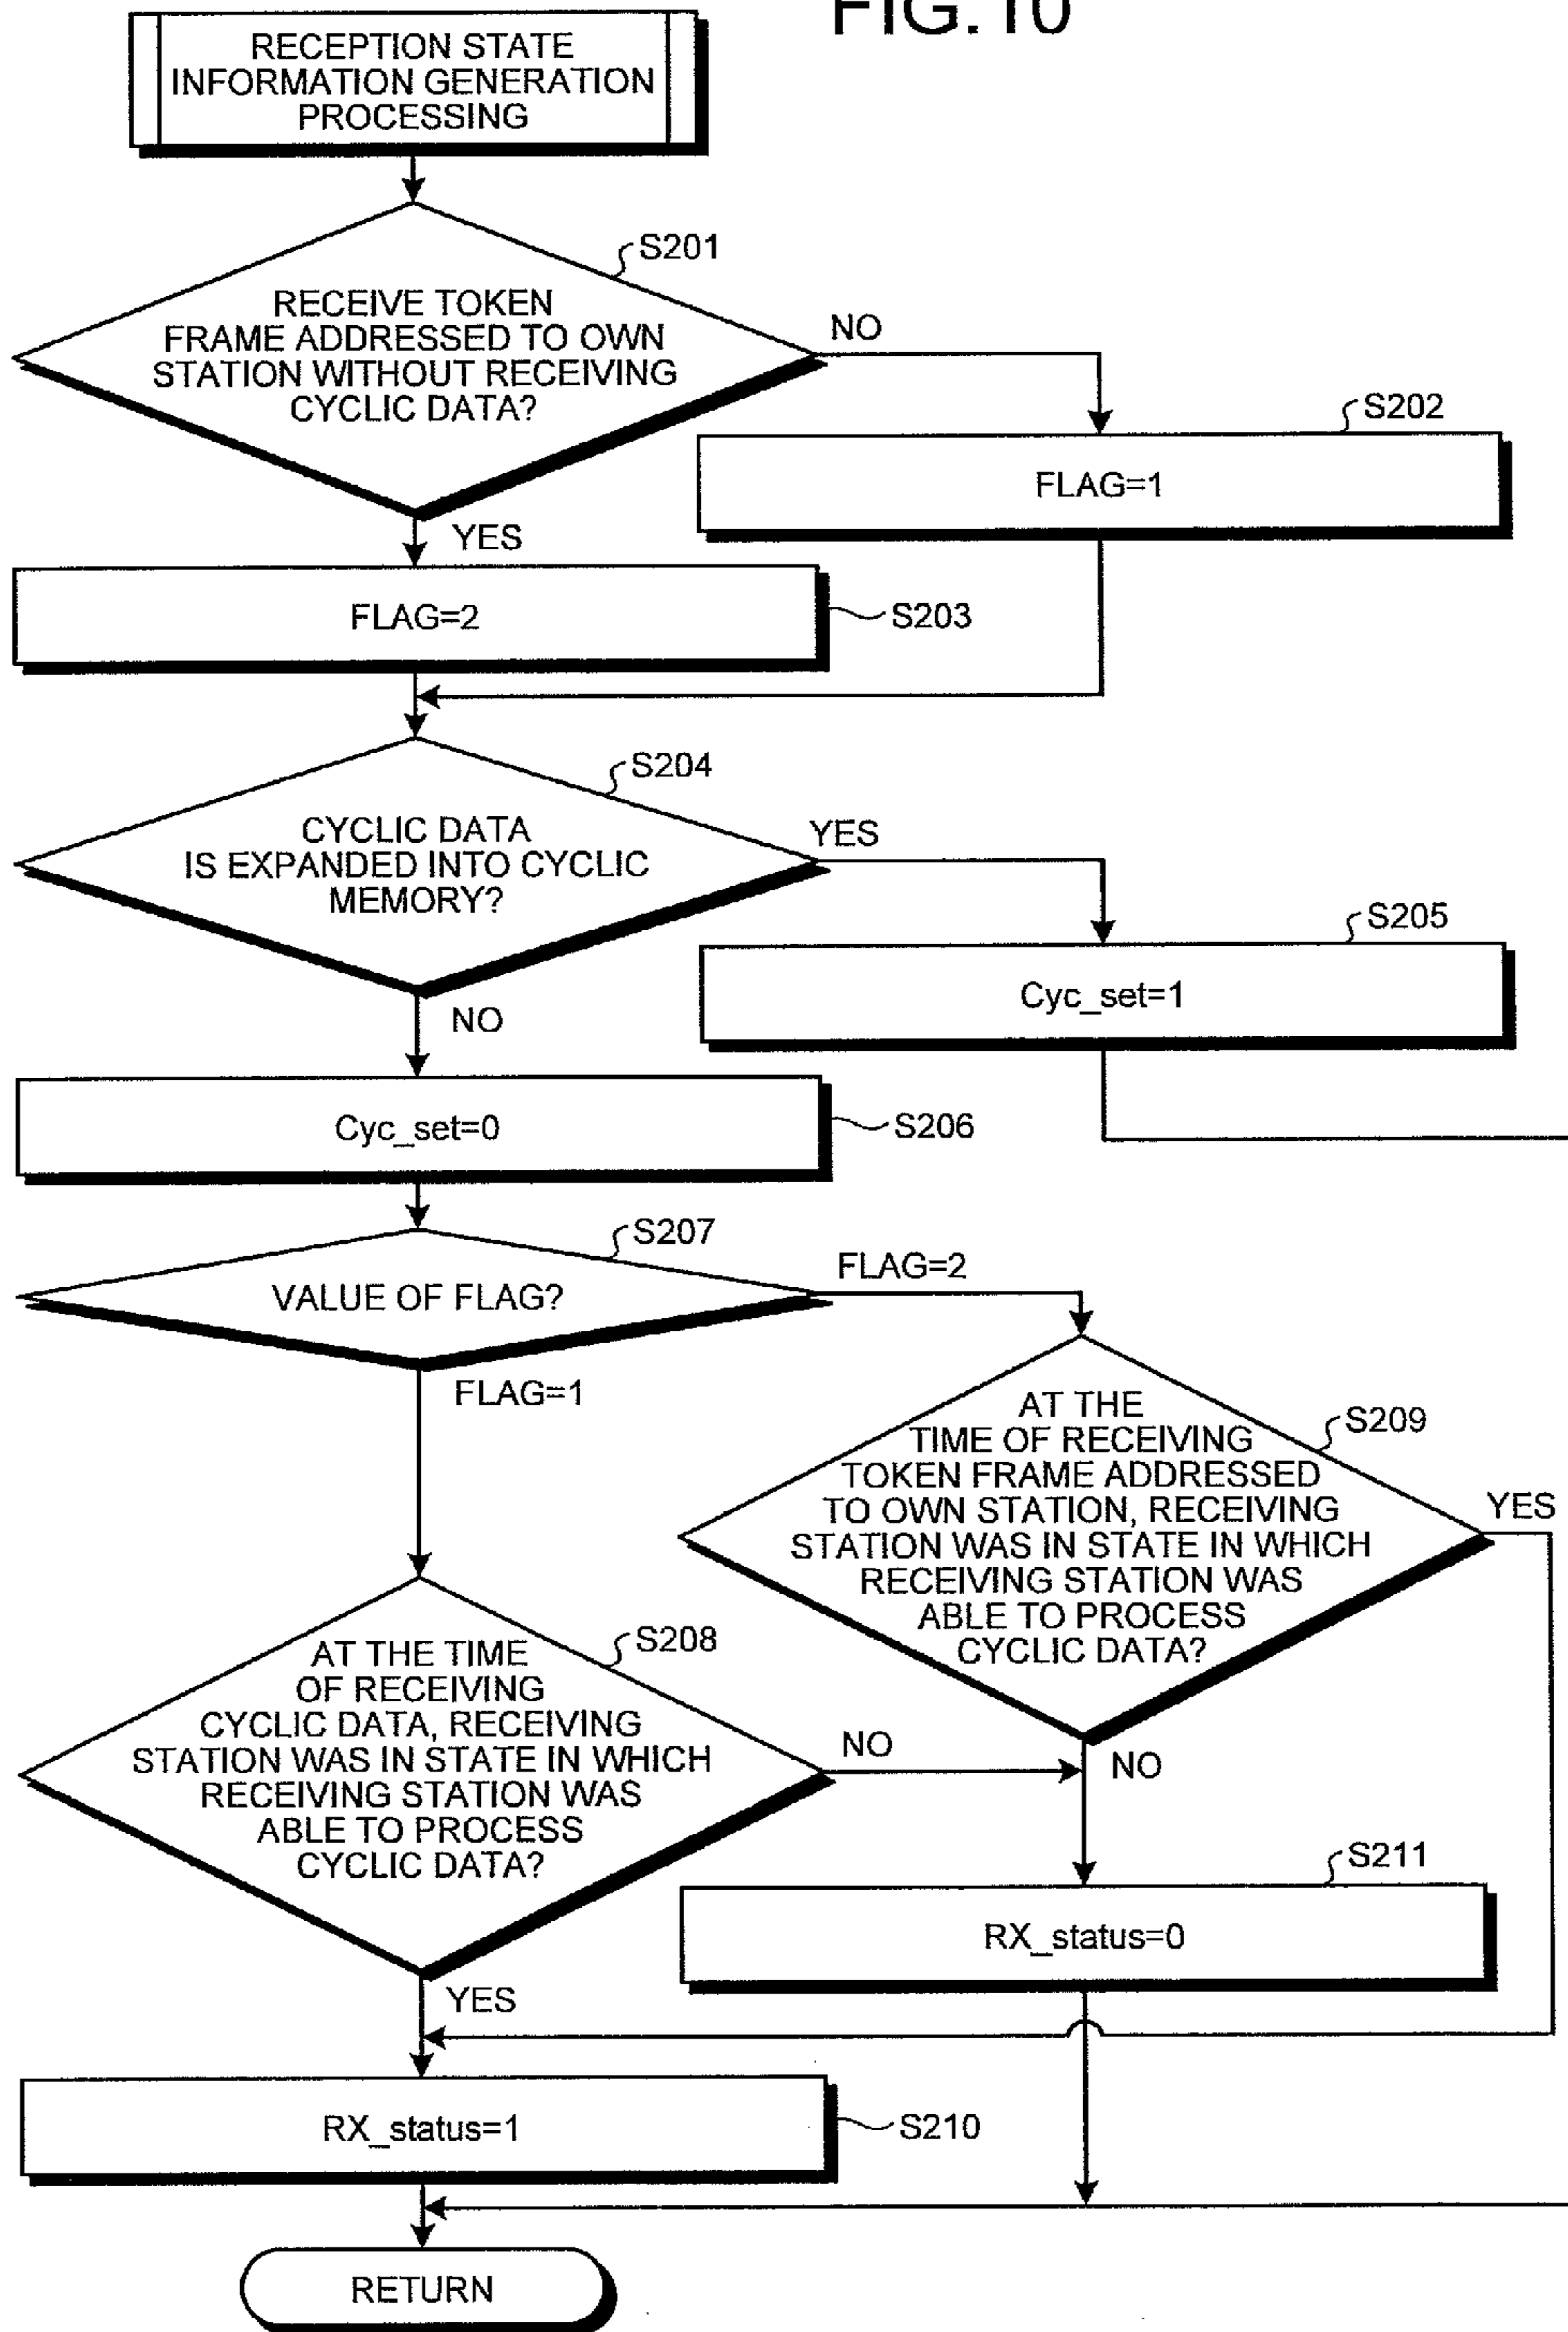 FIG.10
RECEPTION STATE
INFORMATION GENERATION
PROCESSING
S201
RECEIVE TOKEN
FRAME ADDRESSED TO OWN
STATION WITHOUT RECEIVING
CYCLIC DATA?
NO
S202
FLAG=1
YES
FLAG=2
S203
S204
CYCLIC DATA
IS EXPANDED INTO CYCLIC
MEMORY?
YES
S205
Cyc_set=1
NO
Cyc_set=0
S206
S207
VALUE OF FLAG?
FLAG=2
FLAG=1
S209
AT THE
TIME OF RECEIVING
TOKEN FRAME ADDRESSED
TO OWN STATION, RECEIVING
STATION WAS IN STATE IN WHICH
RECEIVING STATION WAS
ABLE TO PROCESS
CYCLIC DATA?
YES
NO
S208
AT THE TIME
OF RECEIVING
CYCLIC DATA, RECEIVING
STATION WAS IN STATE IN WHICH
RECEIVING STATION WAS
ABLE TO PROCESS
CYCLIC DATA?
NO
YES
S211
RX_status=0
RX_status=1
S210
RETURN